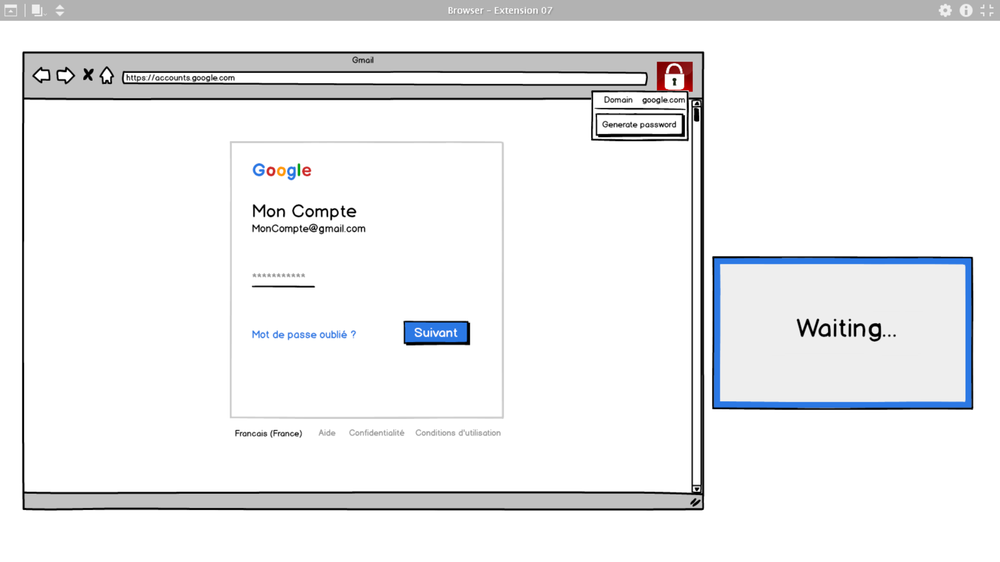 Browser – Extension 07
Gmail
https://accounts.google.com
Domain google.com
Generate password
Google
Mon Compte
MonCompte@gmail.com
***********
Mot de passe oublié ?
Suivant
Waiting...
Francais (France) Aide Confidentialité Conditions d'utilisation